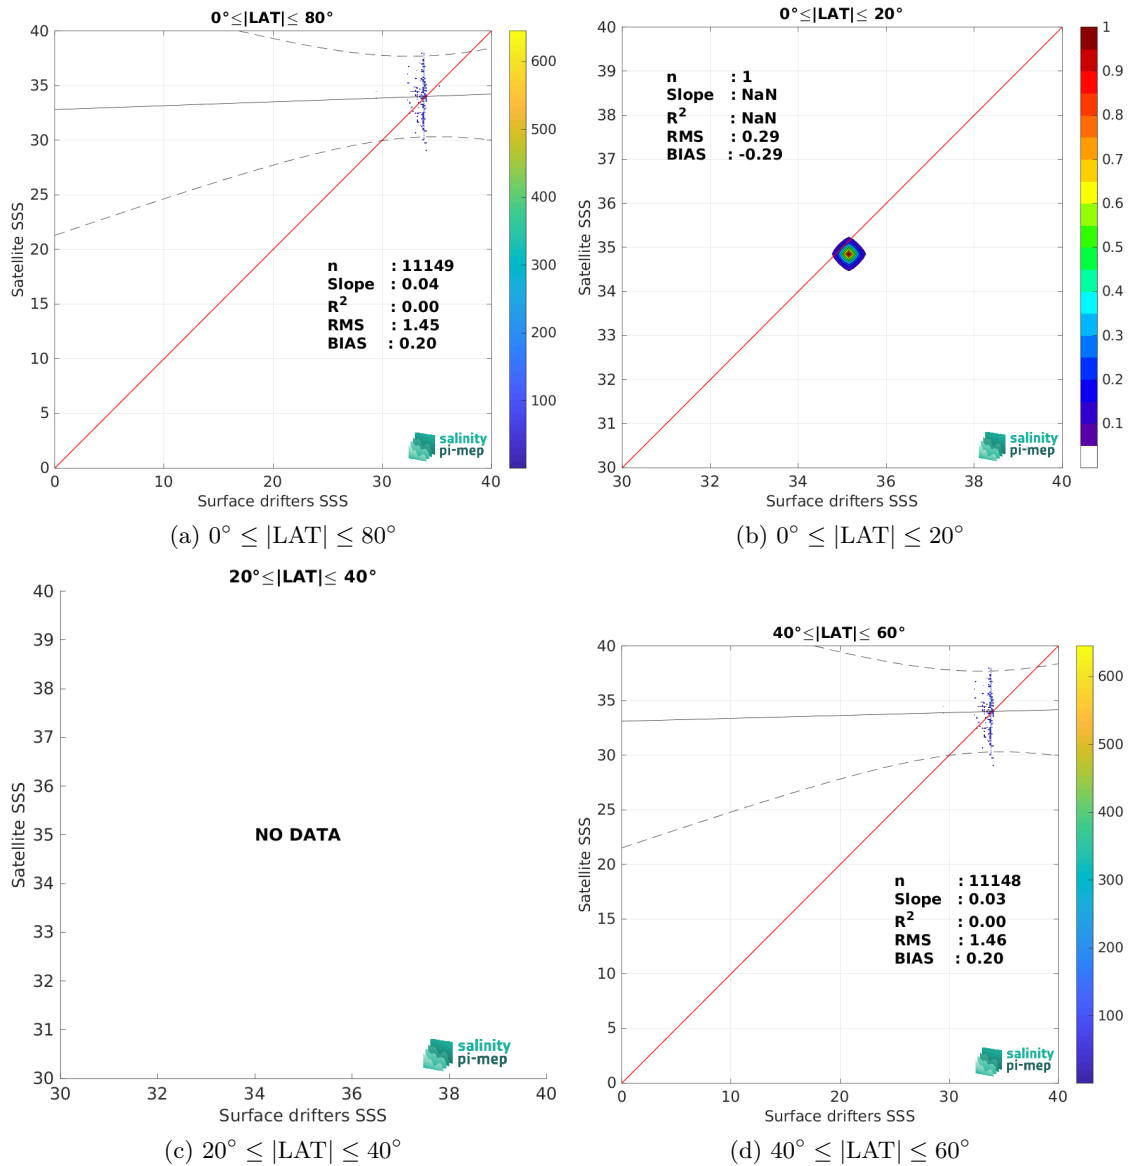 0°≤|LAT|≤ 80°
40
35
30
25
20
15
10
5
0
Satellite SSS
n : 11149
Slope : 0.04
R² : 0.00
RMS : 1.45
BIAS : 0.20
salinity
pi-mep
0 10 20 30 40
Surface drifters SSS
600
500
400
300
200
100
(a) 0° ≤ |LAT| ≤ 80°
0°≤|LAT|≤ 20°
40
39
38
37
36
35
34
33
32
31
30
Satellite SSS
n : 1
Slope : NaN
R² : NaN
RMS : 0.29
BIAS : -0.29
salinity
pi-mep
30 32 34 36 38 40
Surface drifters SSS
1
0.9
0.8
0.7
0.6
0.5
0.4
0.3
0.2
0.1
(b) 0° ≤ |LAT| ≤ 20°
20°≤|LAT|≤ 40°
40
39
38
37
36
35
34
33
32
31
30
Satellite SSS
NO DATA
salinity
pi-mep
30 32 34 36 38 40
Surface drifters SSS
(c) 20° ≤ |LAT| ≤ 40°
40°≤|LAT|≤ 60°
40
35
30
25
20
15
10
5
0
Satellite SSS
n : 11148
Slope : 0.03
R² : 0.00
RMS : 1.46
BIAS : 0.20
salinity
pi-mep
0 10 20 30 40
Surface drifters SSS
600
500
400
300
200
100
(d) 40° ≤ |LAT| ≤ 60°